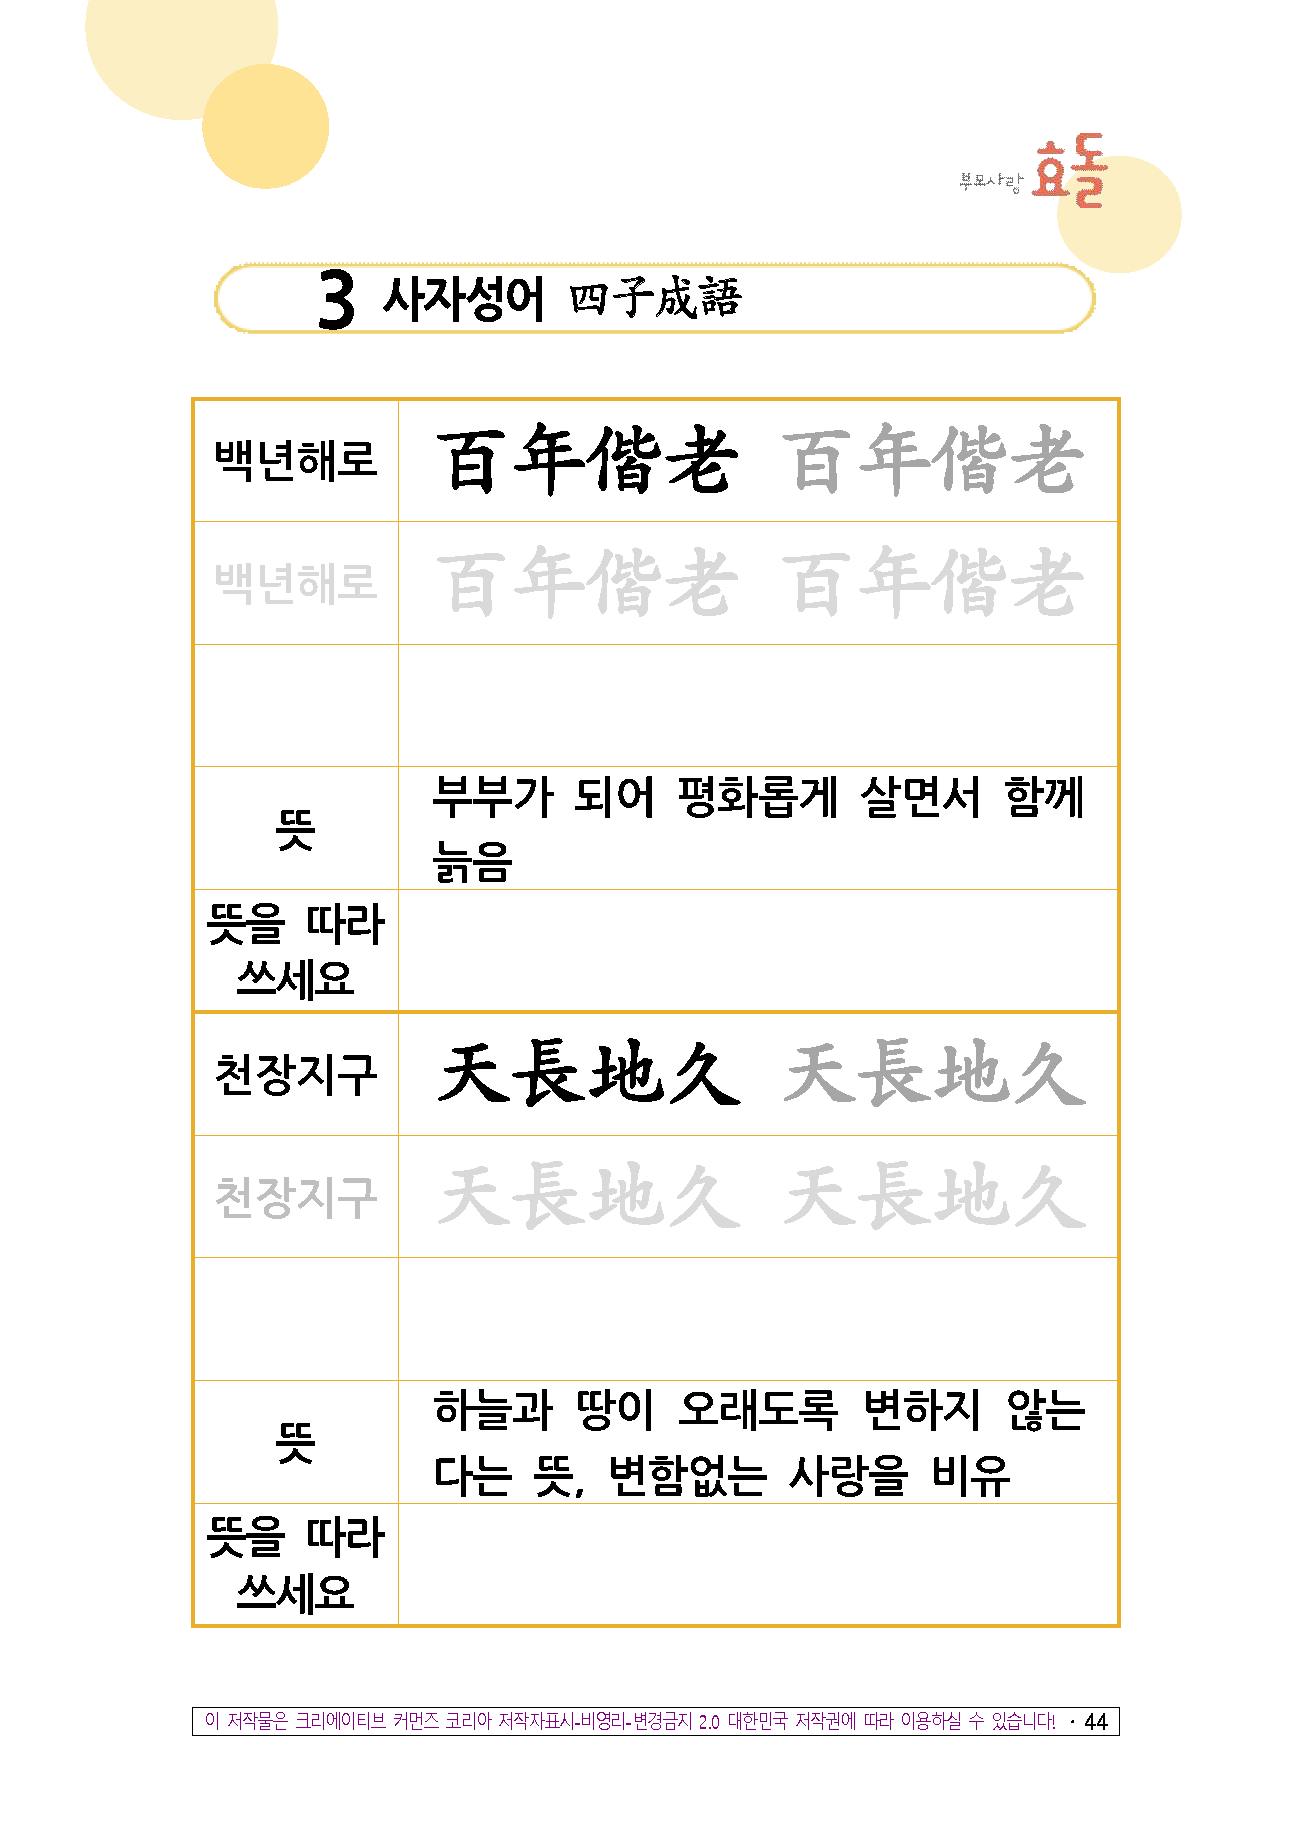 부모사랑 효돌
3 사자성어 四子成語
백년해로 百年偕老 百年偕老
백년해로 百年偕老 百年偕老
뜻 부부가 되어 평화롭게 살면서 함께
늙음
뜻을 따라
쓰세요
천장지구 天長地久 天長地久
천장지구 天長地久 天長地久
뜻 하늘과 땅이 오래도록 변하지 않는
다는 뜻, 변함없는 사랑을 비유
뜻을 따라
쓰세요
이 저작물은 크리에이티브 커먼즈 코리아 저작자표시-비영리-변경금지 2.0 대한민국 저작권에 따라 이용하실 수 있습니다! · 44